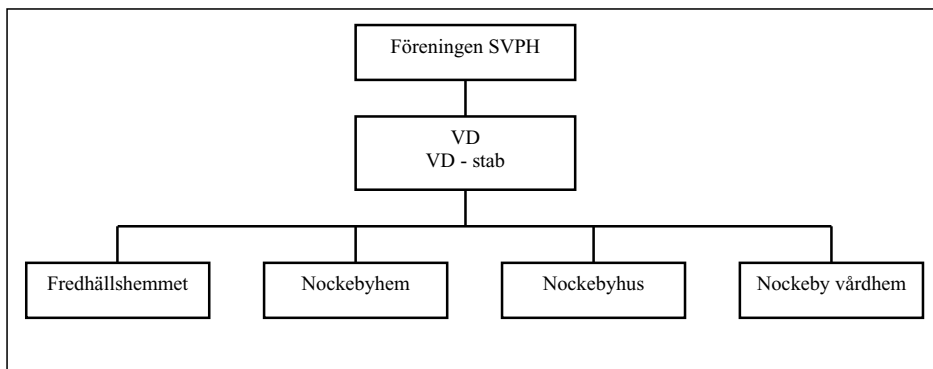 Föreningen SVPH
VD
VD - stab
Fredhällshemmet
Nockebyhem
Nockebyhus
Nockeby vårdhem